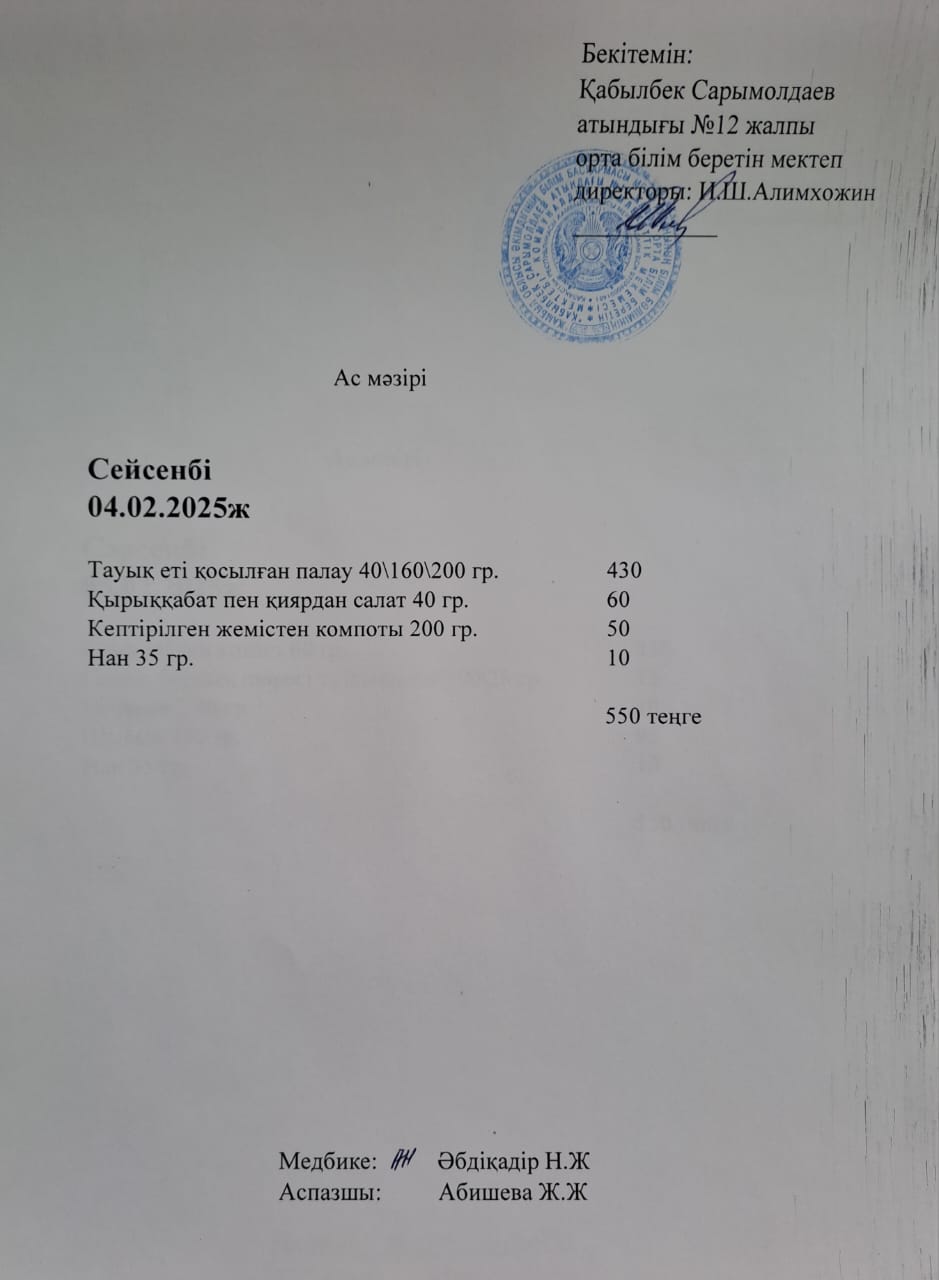 Бекітемін:
Қабылбек Сарымолдаев
атындығы №12 жалпы
орта білім беретін мектеп
директоры: И.Ш.Алимхожин
Ас мәзірі
Сейсенбі
04.02.2025ж
Тауық еті қосылған палау 40\160\200 гр. 430
Қырыққабат пен қиярдан салат 40 гр. 60
Кептірілген жемістен компоты 200 гр. 50
Нан 35 гр. 10
550 теңге
Медбике: Әбдіқадір Н.Ж
Аспазшы: Абишева Ж.Ж